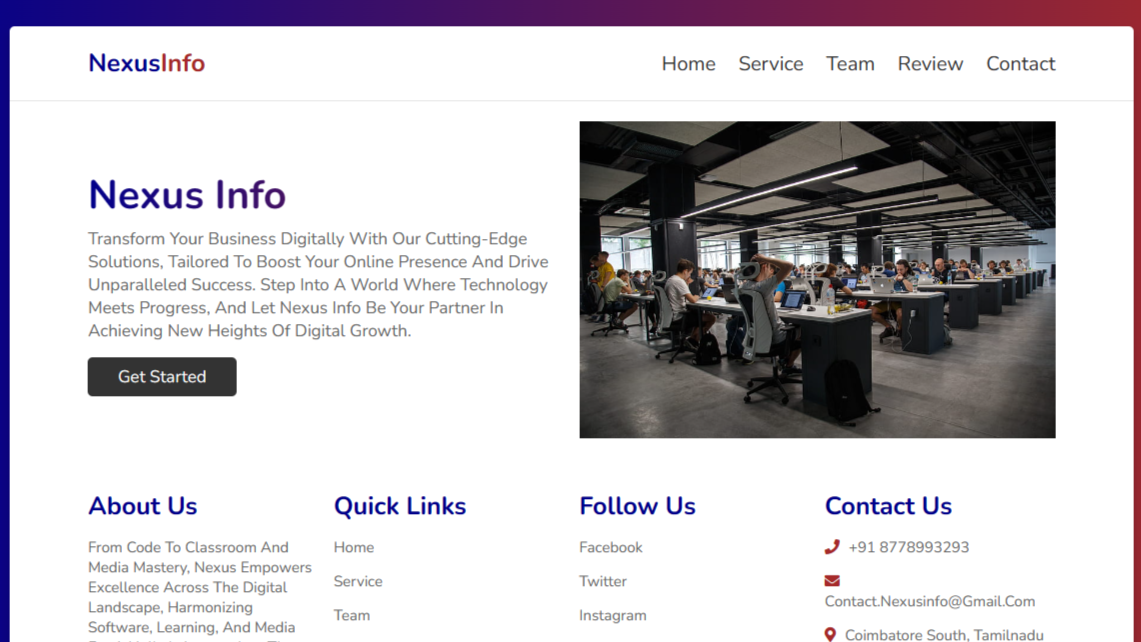 NexusInfo
Home Service Team Review Contact
Nexus Info
Transform Your Business Digitally With Our Cutting-Edge
Solutions, Tailored To Boost Your Online Presence And Drive
Unparalleled Success. Step Into A World Where Technology
Meets Progress, And Let Nexus Info Be Your Partner In
Achieving New Heights Of Digital Growth.
Get Started
About Us
From Code To Classroom And
Media Mastery, Nexus Empowers
Excellence Across The Digital
Landscape, Harmonizing
Software, Learning, And Media
Quick Links
Home
Service
Team
Follow Us
Facebook
Twitter
Instagram
Contact Us
+91 8778993293
Contact.Nexusinfo@Gmail.Com
Coimbatore South, Tamilnadu